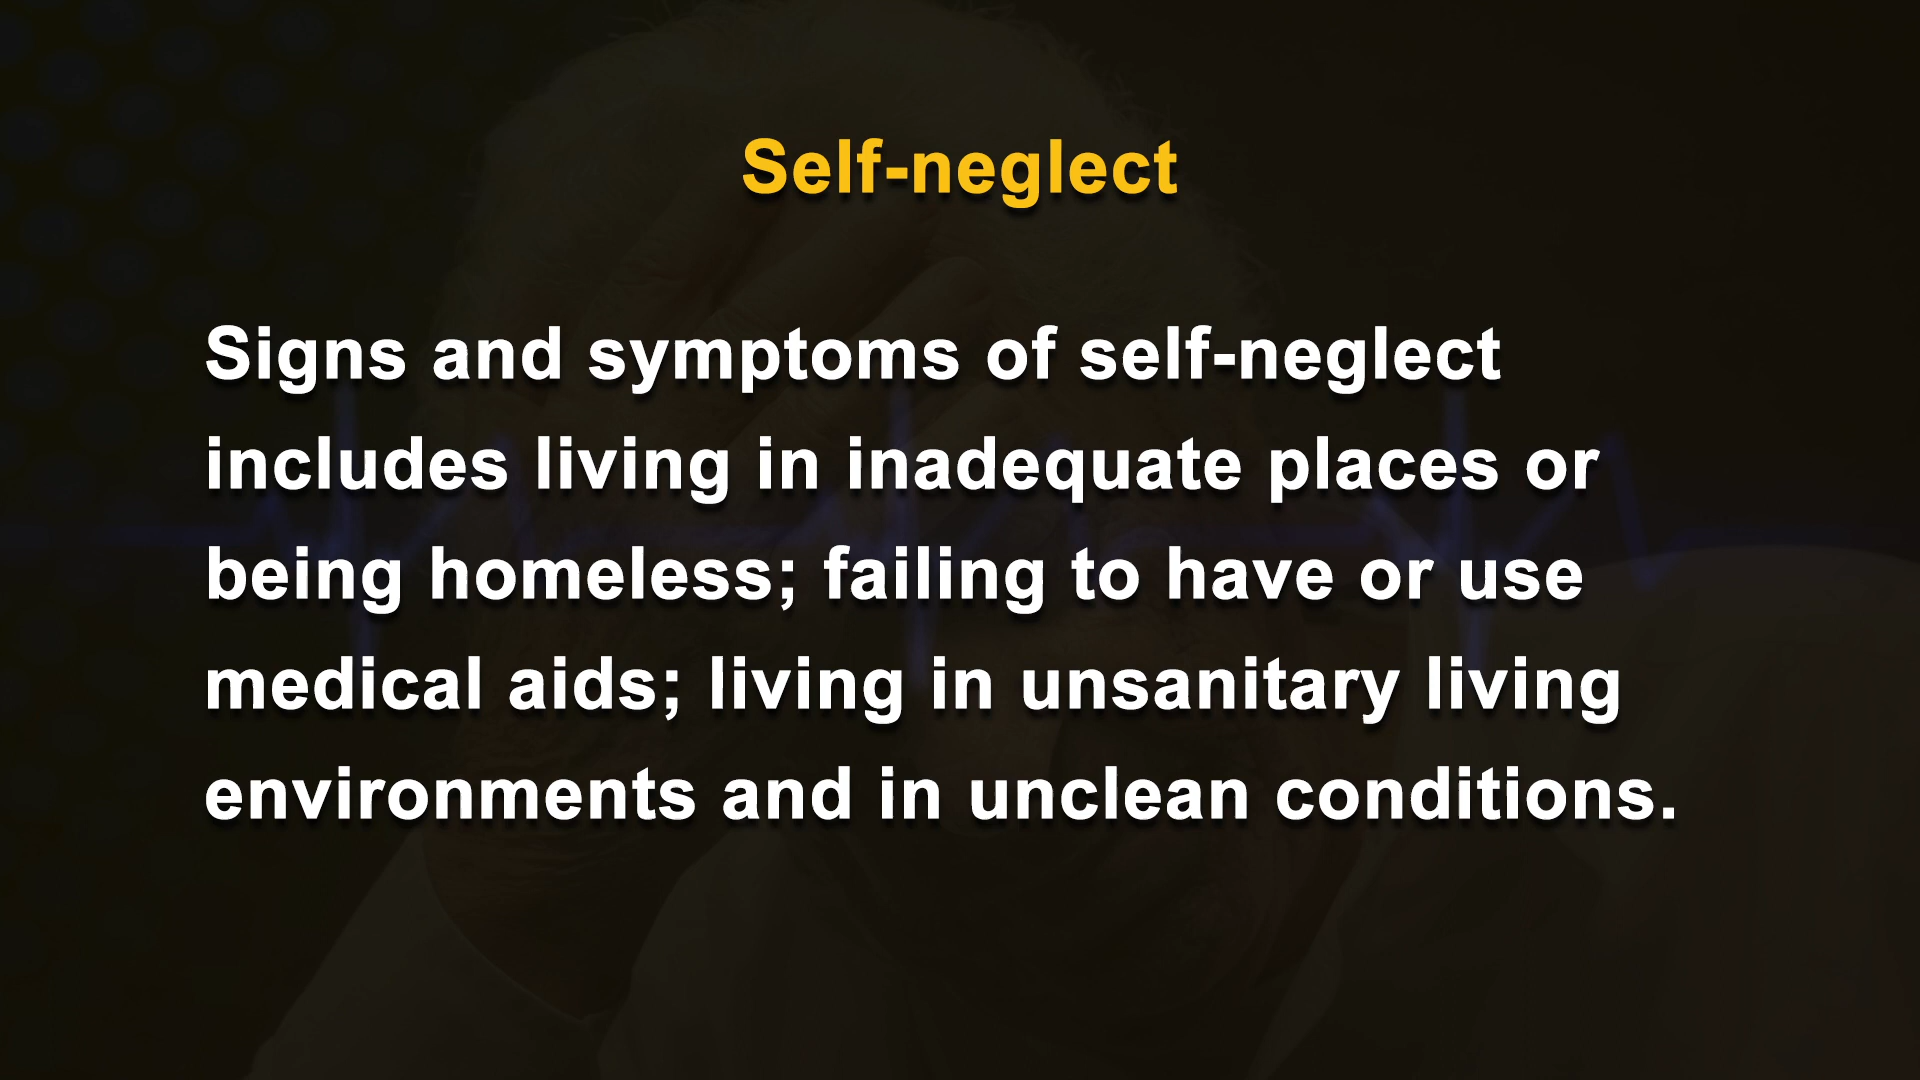 Self-neglect
Signs and symptoms of self-neglect
includes living in inadequate places or
being homeless; failing to have or use
medical aids; living in unsanitary living
environments and in unclean conditions.